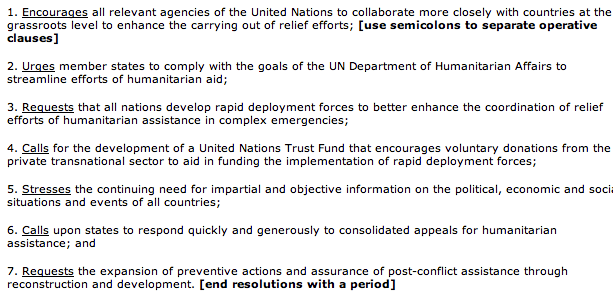 1. Encourages all relevant agencies of the United Nations to collaborate more closely with countries at the
grassroots level to enhance the carrying out of relief efforts; [use semicolons to separate operative
clauses]
2. Urges member states to comply with the goals of the UN Department of Humanitarian Affairs to
streamline efforts of humanitarian aid;
3. Requests that all nations develop rapid deployment forces to better enhance the coordination of relief
efforts of humanitarian assistance in complex emergencies;
4. Calls for the development of a United Nations Trust Fund that encourages voluntary donations from the
private transnational sector to aid in funding the implementation of rapid deployment forces;
5. Stresses the continuing need for impartial and objective information on the political, economic and soci
situations and events of all countries;
6. Calls upon states to respond quickly and generously to consolidated appeals for humanitarian
assistance; and
7. Requests the expansion of preventive actions and assurance of post-conflict assistance through
reconstruction and development. [end resolutions with a period]